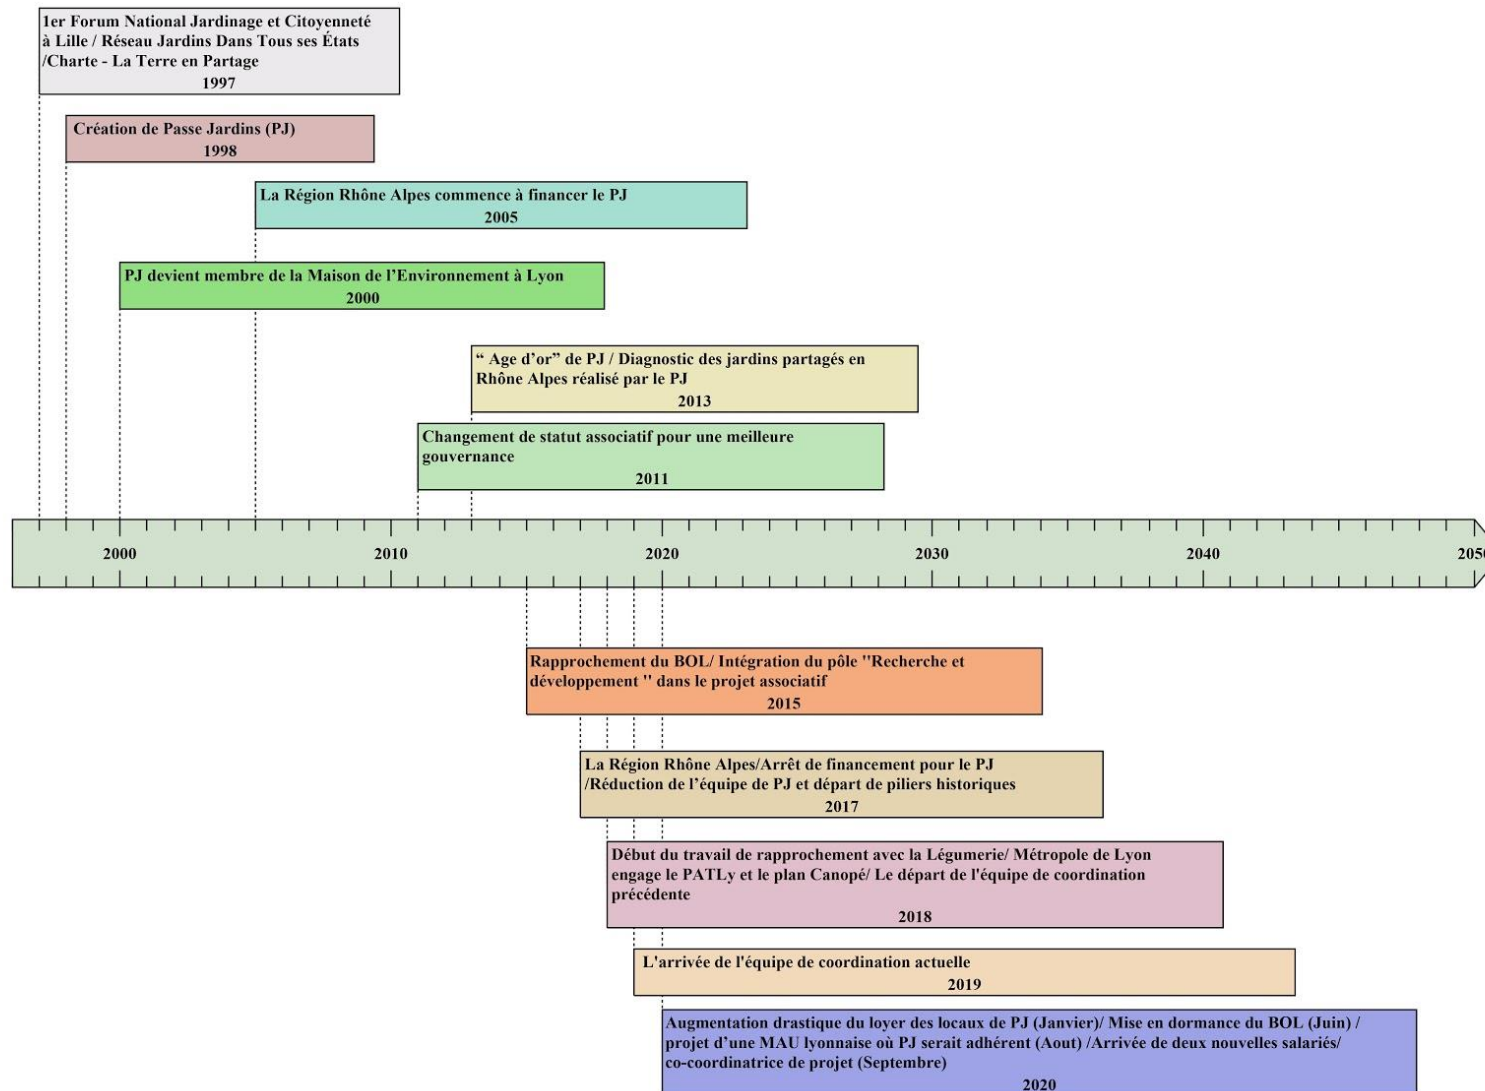 1er Forum National Jardinage et Citoyenneté
à Lille / Réseau Jardins Dans Tous ses États
/Charte - La Terre en Partage
1997
Création de Passe Jardins (PJ)
1998
La Région Rhône Alpes commence à financer le PJ
2005
PJ devient membre de la Maison de l’Environnement à Lyon
2000
“ Age d’or” de PJ / Diagnostic des jardins partagés en
Rhône Alpes réalisé par le PJ
2013
Changement de statut associatif pour une meilleure
gouvernance
2011
2000 2010 2020 2030 2040 2050
Rapprochement du BOL/ Intégration du pôle "Recherche et
développement " dans le projet associatif
2015
La Région Rhône Alpes/Arrêt de financement pour le PJ
/Réduction de l’équipe de PJ et départ de piliers historiques
2017
Début du travail de rapprochement avec la Légumerie/ Métropole de Lyon
engage le PATLy et le plan Canopé/ Le départ de l'équipe de coordination
précédente
2018
L'arrivée de l'équipe de coordination actuelle
2019
Augmentation drastique du loyer des locaux de PJ (Janvier)/ Mise en dormance du BOL (Juin) /
projet d’une MAU lyonnaise où PJ serait adhérent (Aout) /Arrivée de deux nouvelles salariés/
co-coordinatrice de projet (Septembre)
2020